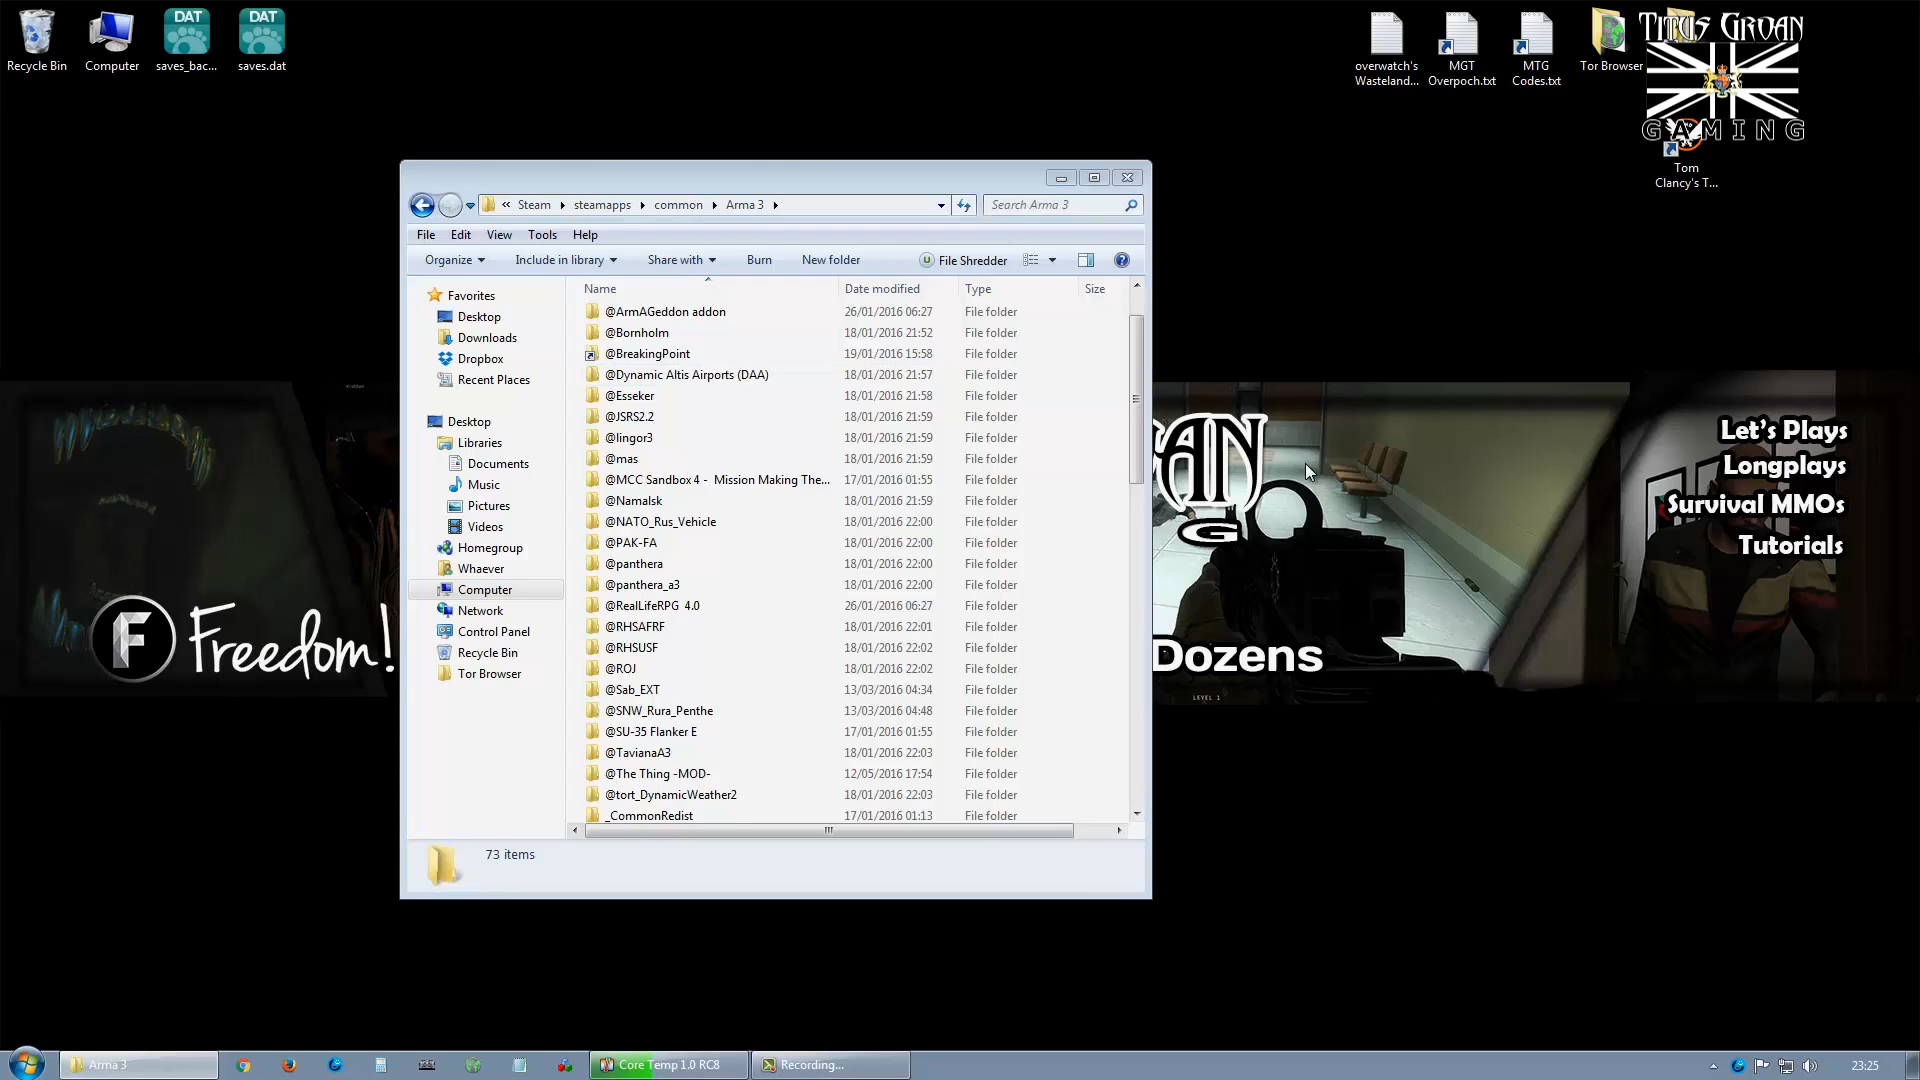 DAT
DAT
Recycle Bin
Computer
saves_bac...
saves.dat
overwatch's
Wasteland...
MGT
Overpoch.txt
MTG
Codes.txt
Tor Browser
TITUS GROAN
GAMING
Tom
Clancy's T...
« Steam steamapps common Arma 3
Search Arma 3
File Edit View Tools Help
Organize Include in library Share with Burn New folder File Shredder
Name Date modified Type Size
@ArmAGeddon addon 26/01/2016 06:27 File folder
@Bornholm 18/01/2016 21:52 File folder
@BreakingPoint 19/01/2016 15:58 File folder
@Dynamic Altis Airports (DAA) 18/01/2016 21:57 File folder
@Esseker 18/01/2016 21:58 File folder
@JSRS2.2 18/01/2016 21:59 File folder
@lingor3 18/01/2016 21:59 File folder
@mas 18/01/2016 21:59 File folder
@MCC Sandbox 4 - Mission Making The... 17/01/2016 01:55 File folder
@Namalsk 18/01/2016 21:59 File folder
@NATO_Rus_Vehicle 18/01/2016 22:00 File folder
@PAK-FA 18/01/2016 22:00 File folder
@panthera 18/01/2016 22:00 File folder
@panthera_a3 18/01/2016 22:00 File folder
@RealLifeRPG 4.0 26/01/2016 06:27 File folder
@RHSAFRF 18/01/2016 22:01 File folder
@RHSUSF 18/01/2016 22:02 File folder
@ROJ 18/01/2016 22:02 File folder
@Sab_EXT 13/03/2016 04:34 File folder
@SNW_Rura_Penthe 13/03/2016 04:48 File folder
@SU-35 Flanker E 17/01/2016 01:55 File folder
@TavianaA3 18/01/2016 22:03 File folder
@The Thing -MOD- 12/05/2016 17:54 File folder
@tort_DynamicWeather2 18/01/2016 22:03 File folder
_CommonRedist 17/01/2016 01:13 File folder
Favorites
Desktop
Downloads
Dropbox
Recent Places
Desktop
Libraries
Documents
Music
Pictures
Videos
Homegroup
Whaever
Computer
Network
Control Panel
Recycle Bin
Tor Browser
73 items
F Freedom!
AN
G
Dozens
LEVEL 1
Let's Plays
Longplays
Survival MMOs
Tutorials
Arma 3
Core Temp 1.0 RC8
Recording...
23:25